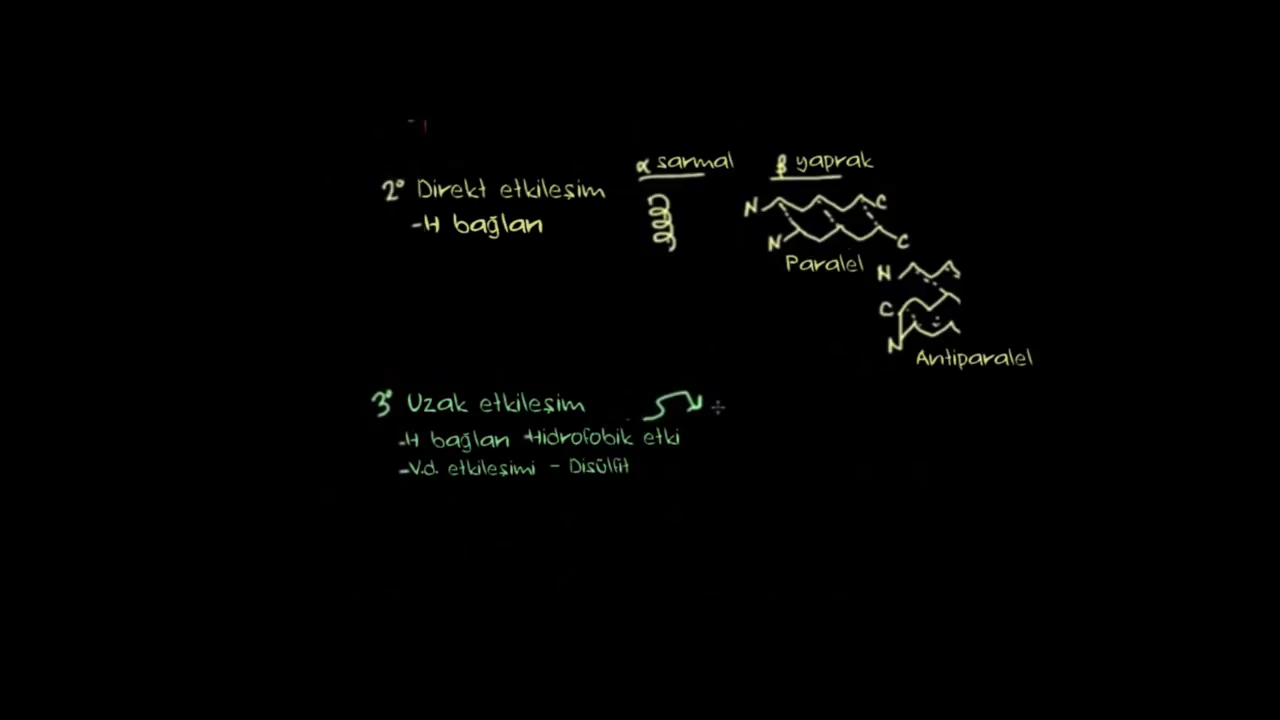 α sarmal
β yaprak
2° Direkt etkileşim
-H bağları
N C
N C
Paralel
N
C
N
Antiparalel
3° Uzak etkileşim
-H bağları -Hidrofobik etki
-V.d. etkileşimi - Disülfit